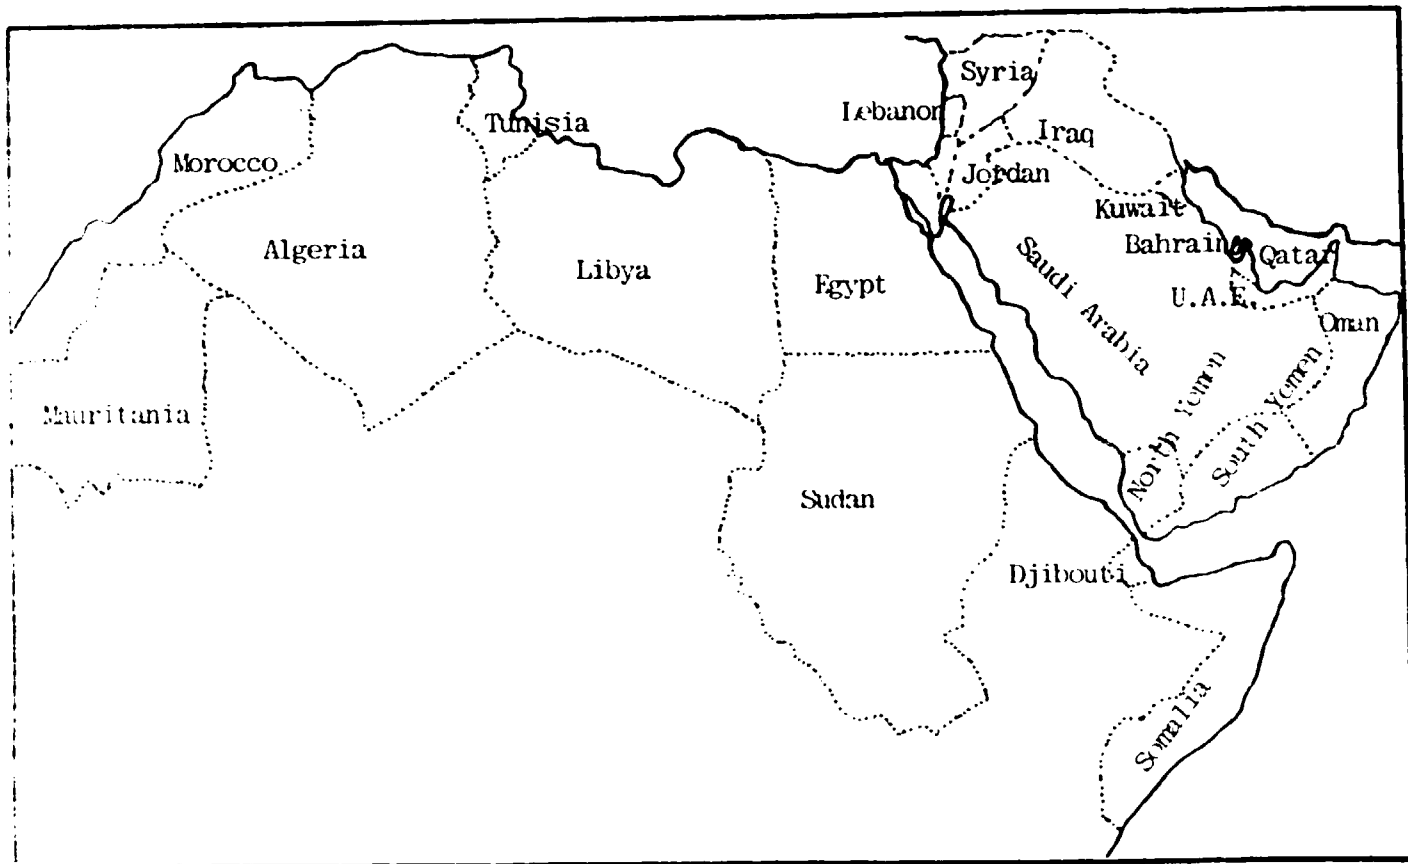 Syria
Lebanon
Tunisia
Iraq
Morocco
Jordan
Kuwait
Bahrain
Qatar
Algeria
Libya
Egypt
Saudi Arabia
U.A.E.
Oman
Mauritania
North Yemen
South Yemen
Sudan
Djibouti
Somalia